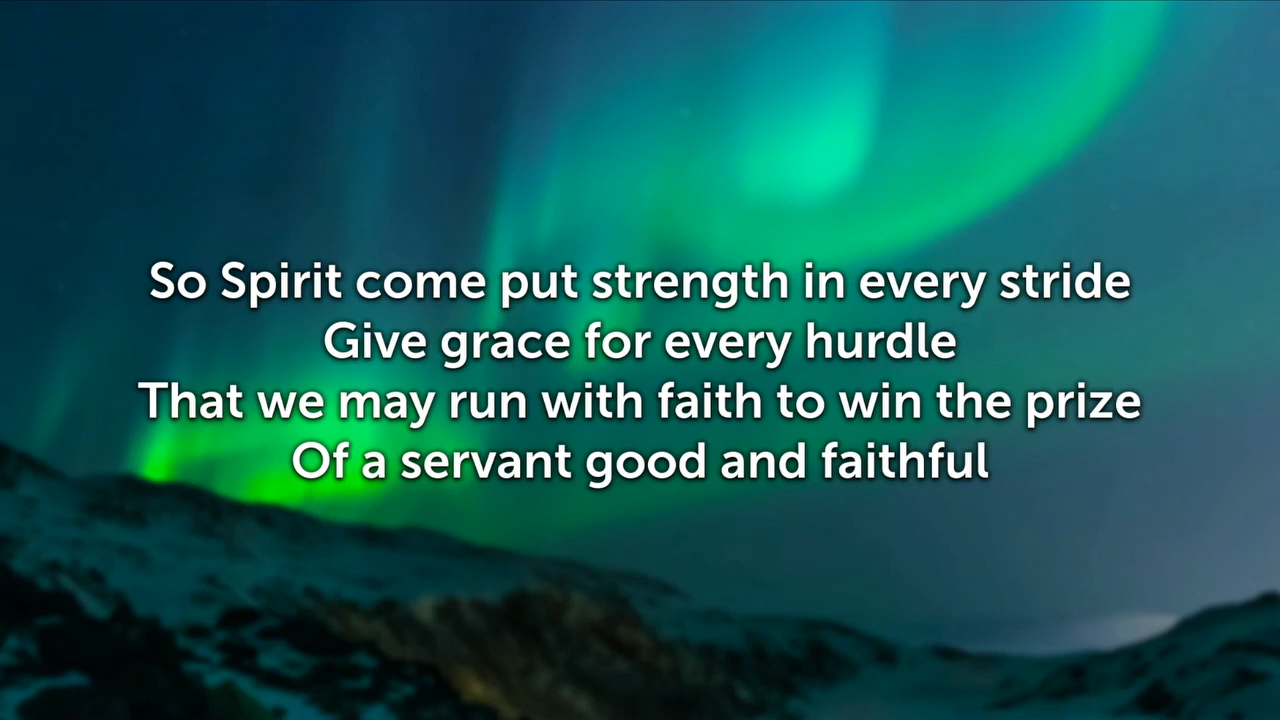 So Spirit come put strength in every stride
Give grace for every hurdle
That we may run with faith to win the prize
Of a servant good and faithful